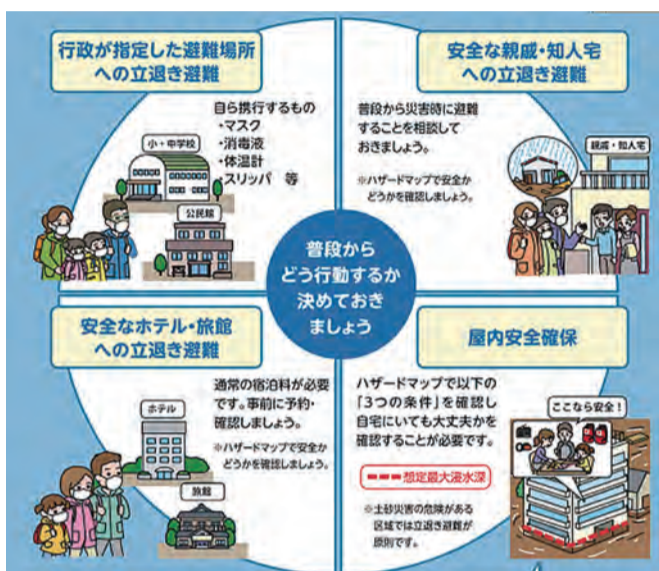 行政が指定した避難場所
への立退き避難
自ら携行するもの
・マスク
・消毒液
・体温計
・スリッパ 等
小・中学校
公民館
安全な親戚・知人宅
への立退き避難
普段から災害時に避難
することを相談して
おきましょう。
※ハザードマップで安全か
どうかを確認しましょう。
親戚・知人宅
普段から
どう行動するか
決めておき
ましょう
安全なホテル・旅館
への立退き避難
通常の宿泊料が必要
です。事前に予約・
確認しましょう。
※ハザードマップで安全か
どうかを確認しましょう。
ホテル
旅館
屋内安全確保
ハザードマップで以下の
「3つの条件」を確認し
自宅にいても大丈夫かを
確認することが必要です。
想定最大浸水深
※土砂災害の危険がある
区域では立退き避難が
原則です。
ここなら安全!